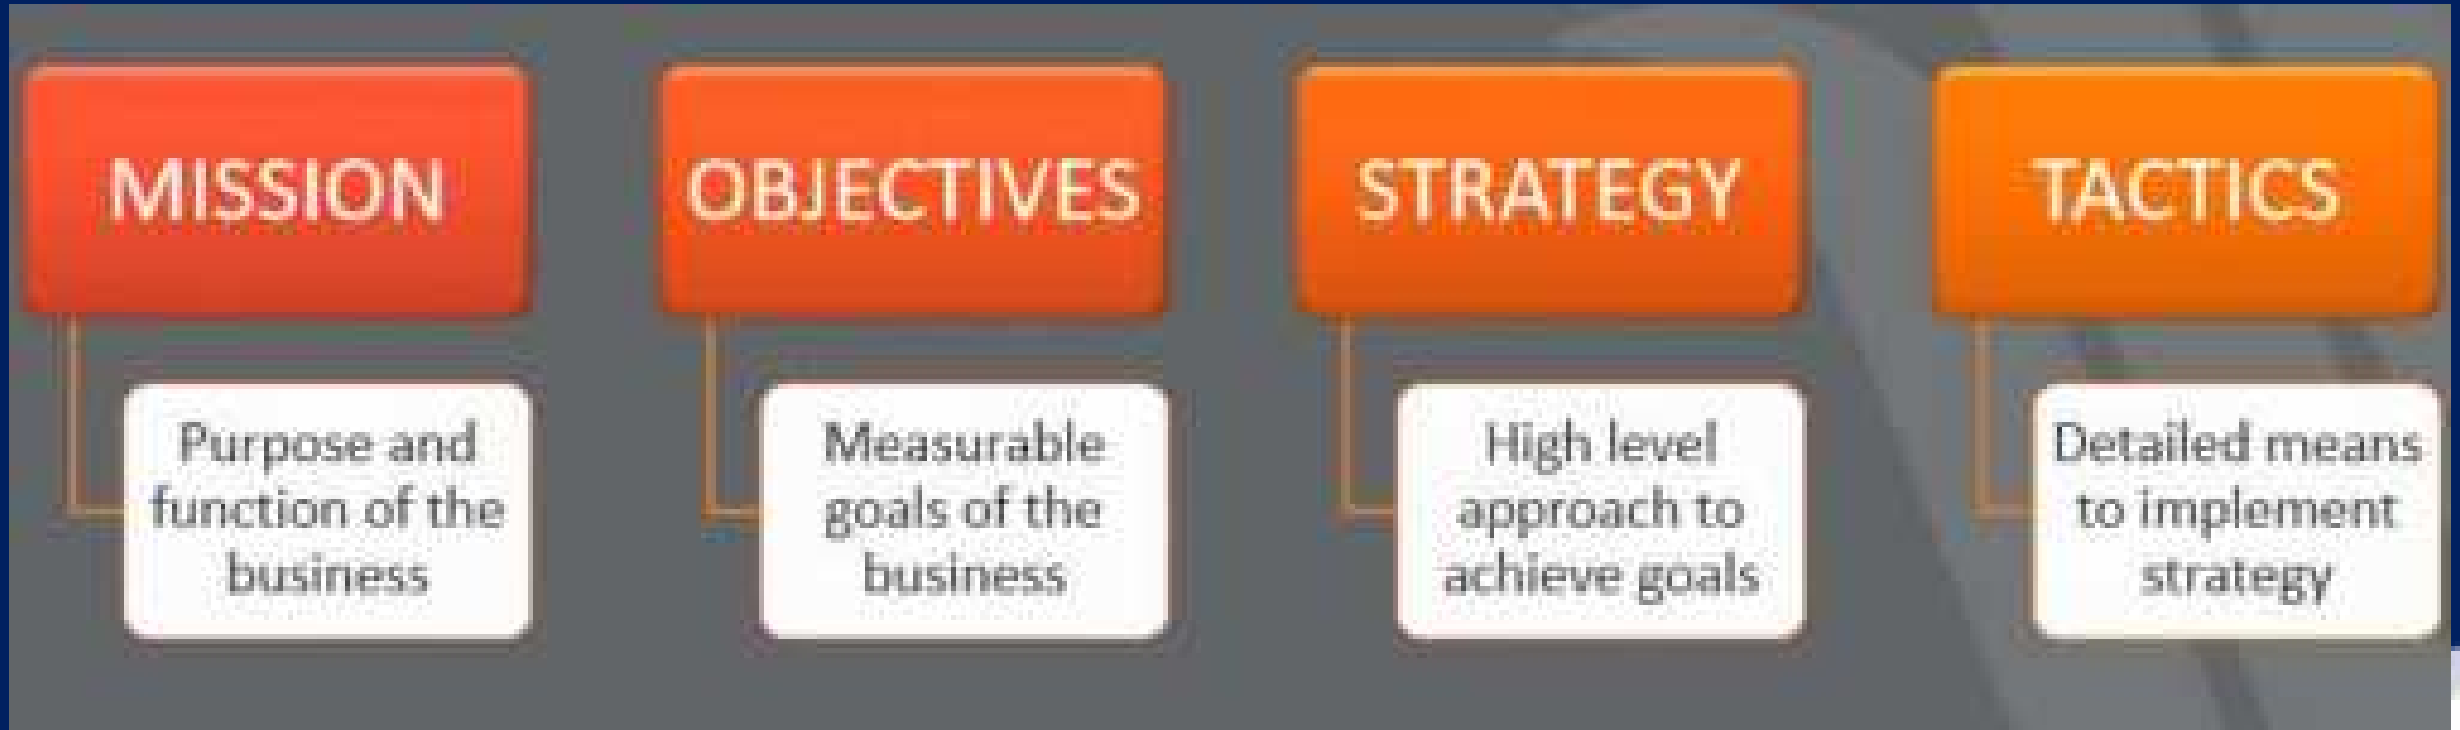 MISSION
Purpose and
function of the
business
OBJECTIVES
Measurable
goals of the
business
STRATEGY
High level
approach to
achieve goals
TACTICS
Detailed means
to implement
strategy